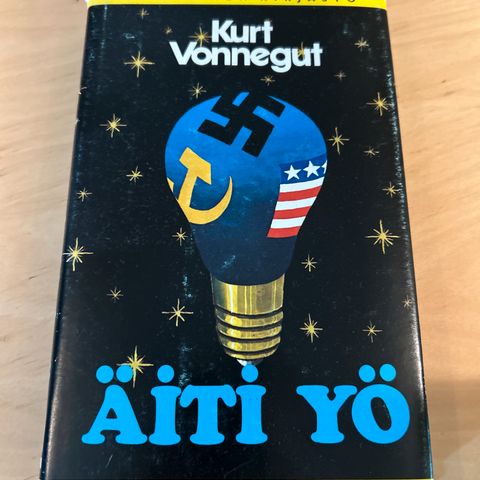 Kurt
Vonnegut
ÄiTi YÖ